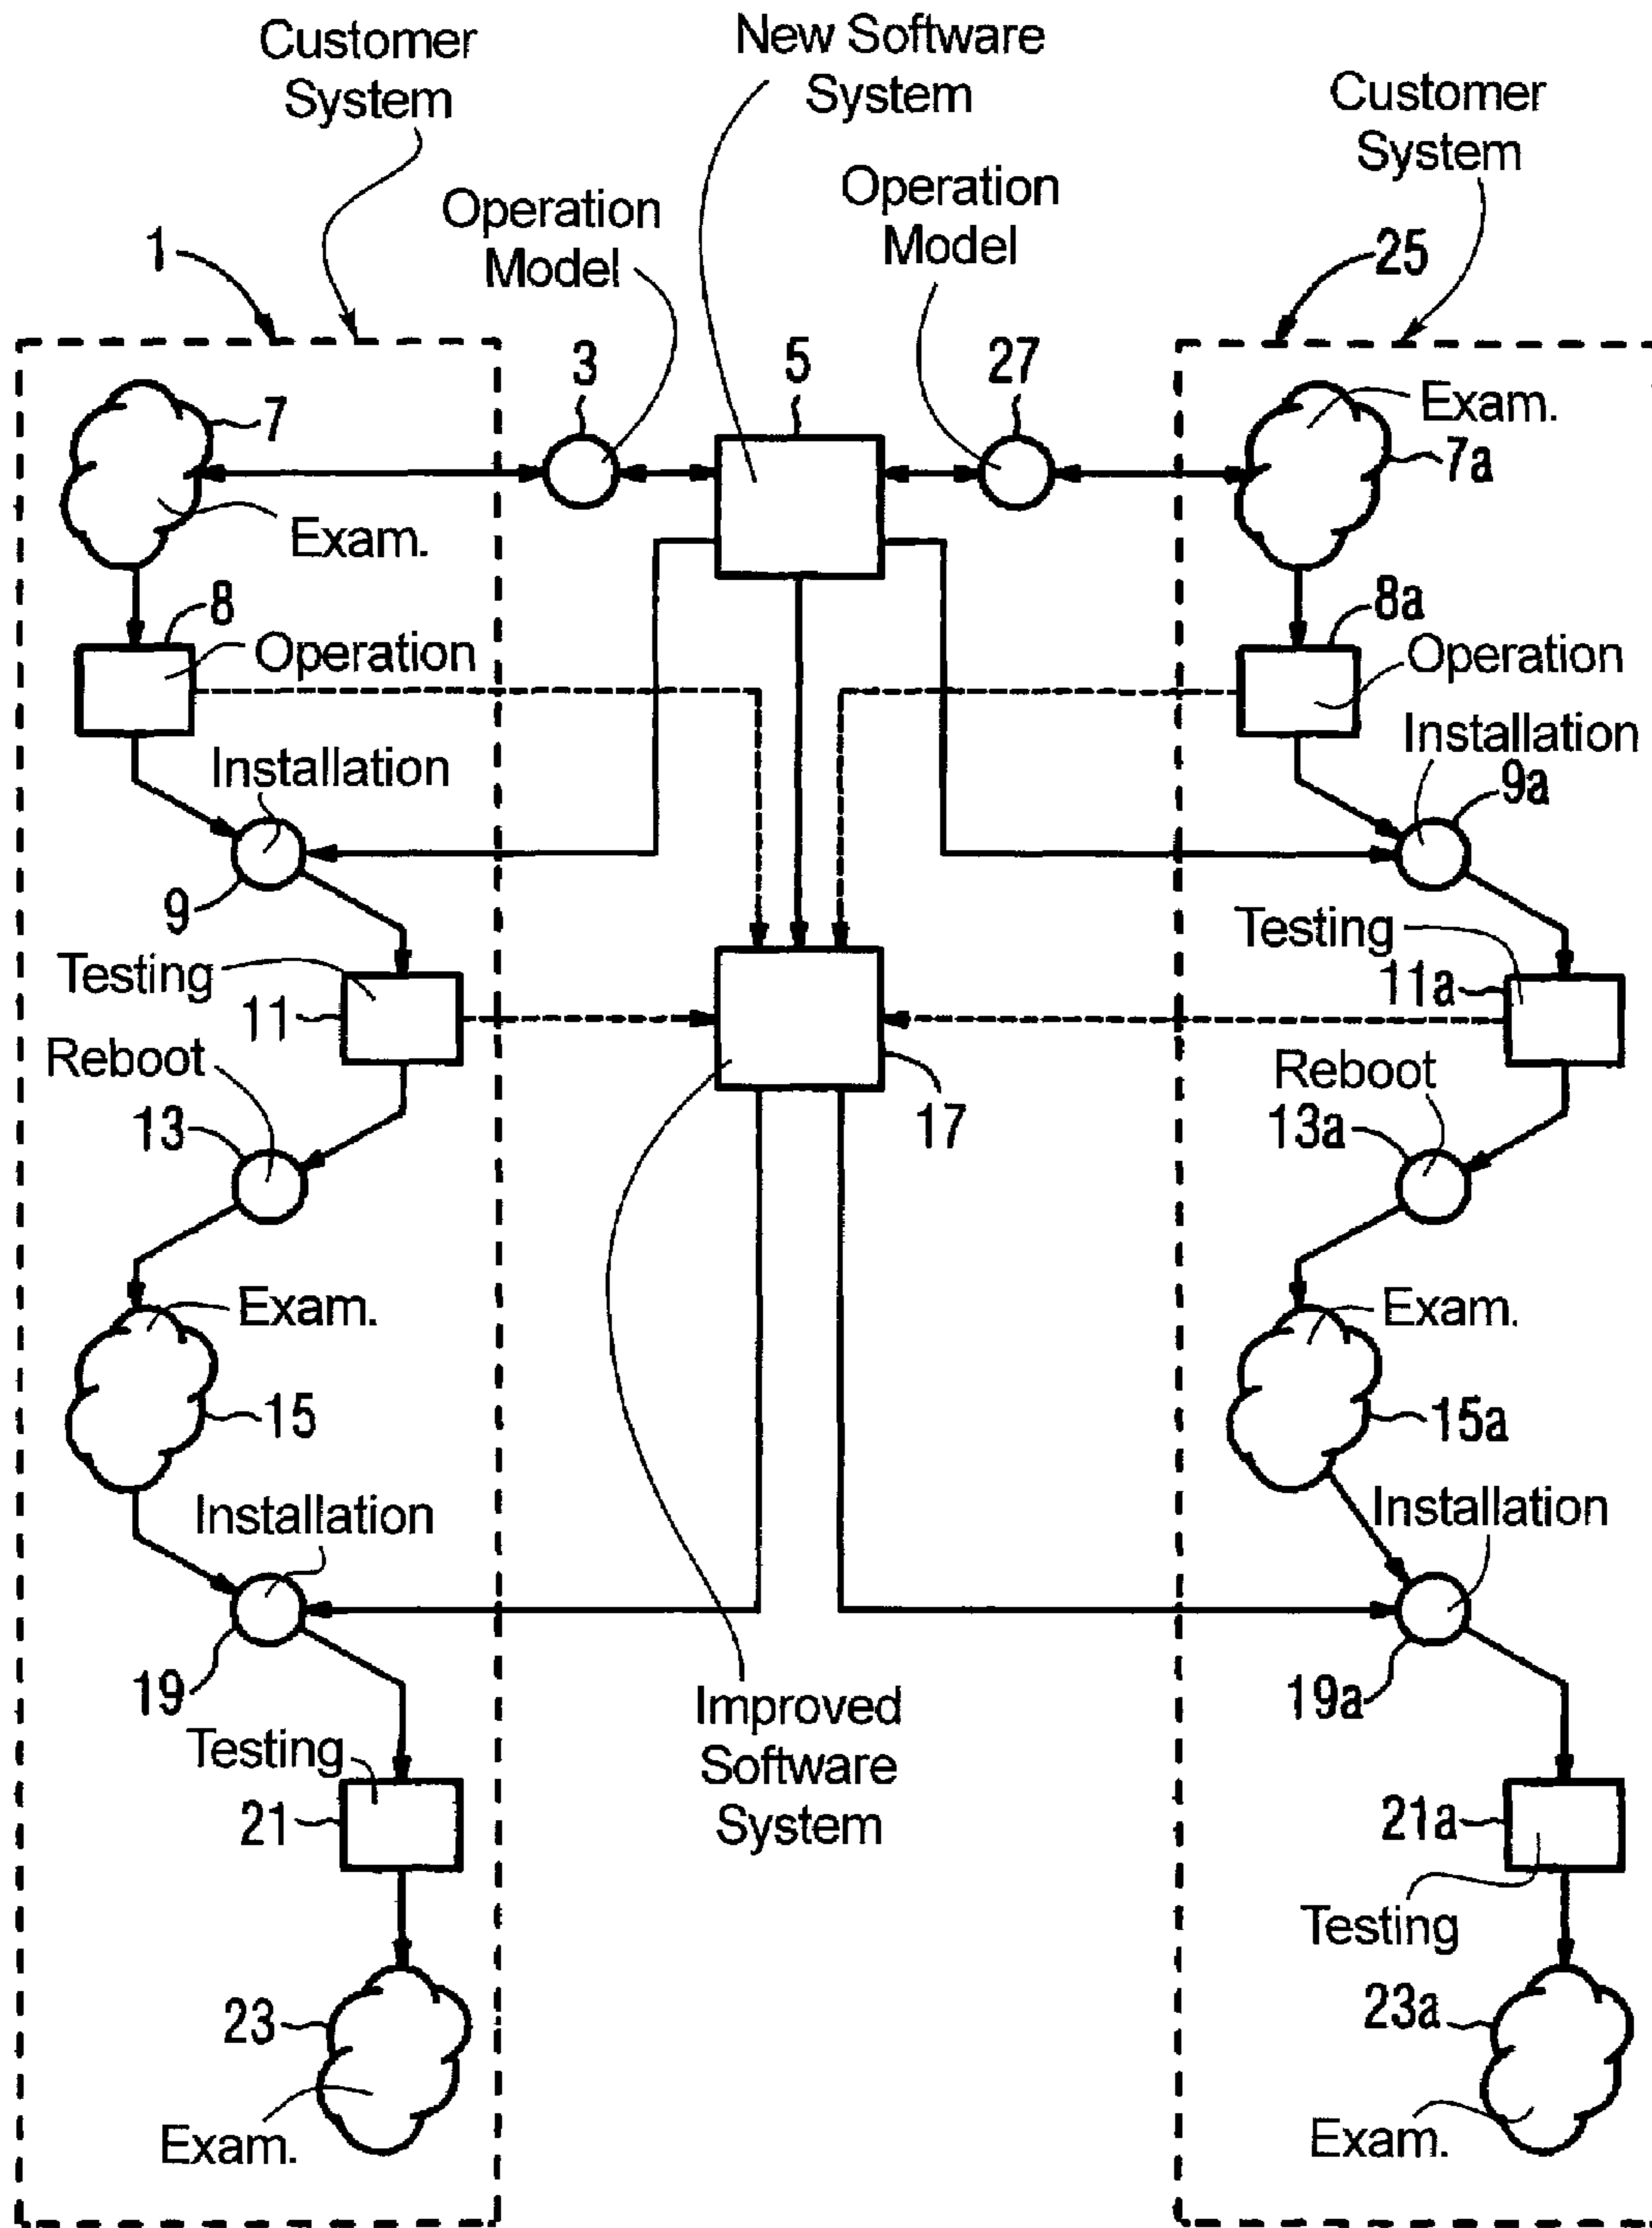 Customer
System
New Software
System
Customer
System
Operation
Model
Operation
Model
1
25
3
5
27
7
Exam.
7a
Exam.
8
8a
Operation
Operation
Installation
Installation
9a
9
Testing
Testing
11
11a
Reboot
Reboot
13
17
13a
Exam.
Exam.
15
15a
Installation
Installation
19
19a
Improved
Software
System
Testing
21
21a
Testing
23
23a
Exam.
Exam.